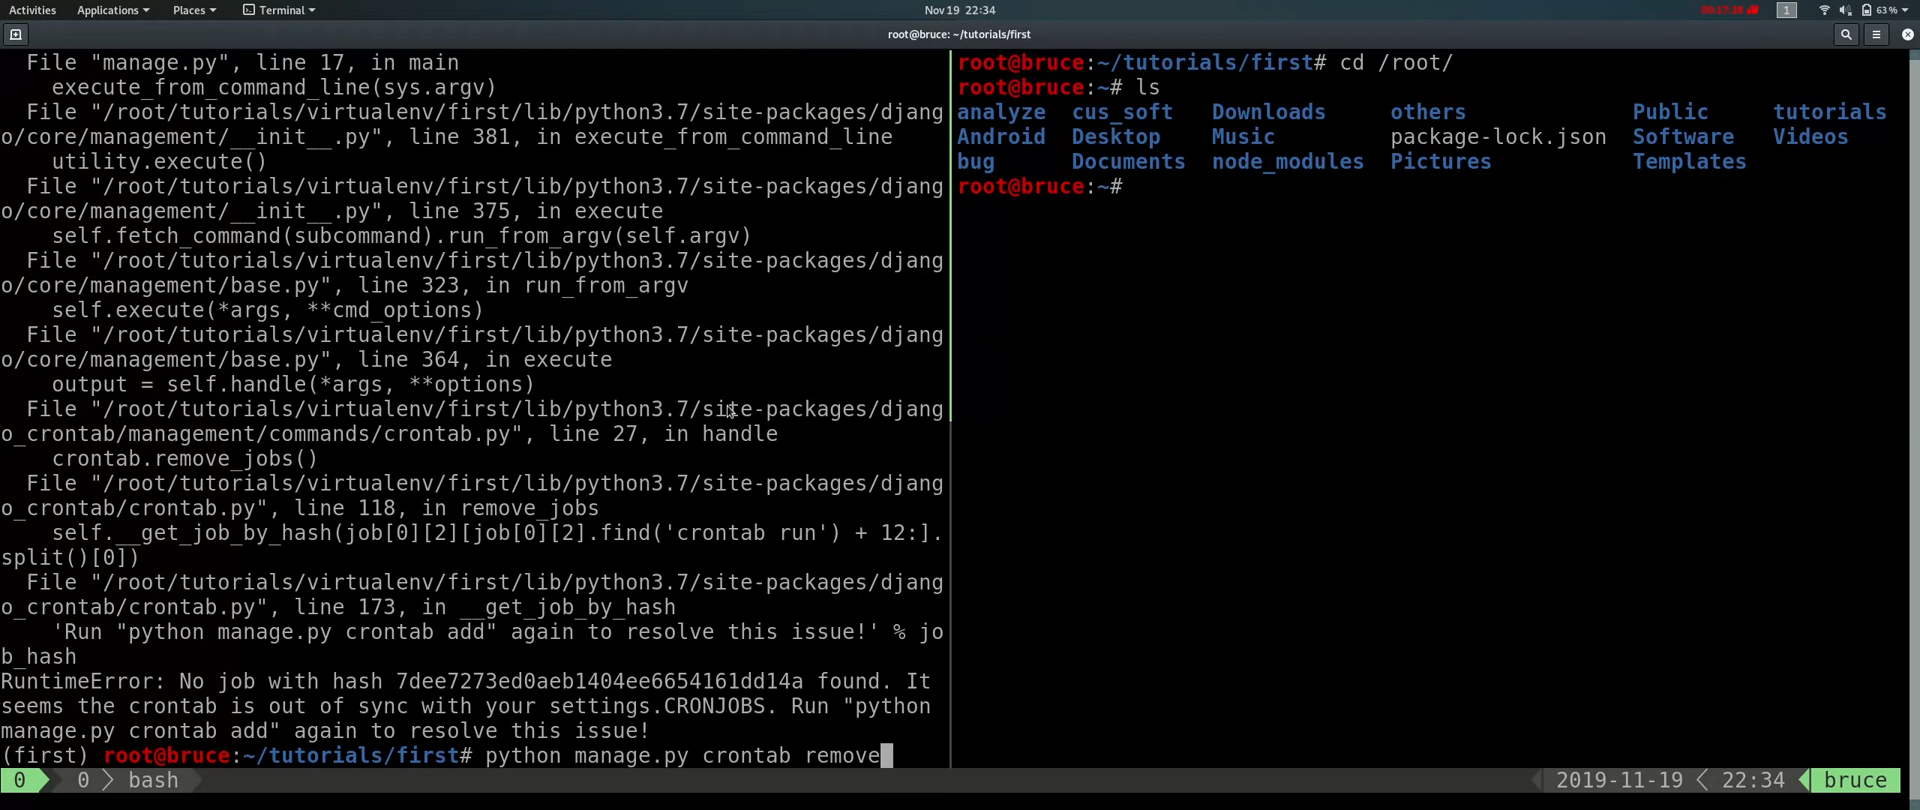 Activities Applications Places Terminal Nov 19 22:34 00:17:38 1 63 %
root@bruce: ~/tutorials/first
File "manage.py", line 17, in main
execute_from_command_line(sys.argv)
File "/root/tutorials/virtualenv/first/lib/python3.7/site-packages/djang
o/core/management/__init__.py", line 381, in execute_from_command_line
utility.execute()
File "/root/tutorials/virtualenv/first/lib/python3.7/site-packages/djang
o/core/management/__init__.py", line 375, in execute
self.fetch_command(subcommand).run_from_argv(self.argv)
File "/root/tutorials/virtualenv/first/lib/python3.7/site-packages/djang
o/core/management/base.py", line 323, in run_from_argv
self.execute(*args, **cmd_options)
File "/root/tutorials/virtualenv/first/lib/python3.7/site-packages/djang
o/core/management/base.py", line 364, in execute
output = self.handle(*args, **options)
File "/root/tutorials/virtualenv/first/lib/python3.7/site-packages/djang
o_crontab/management/commands/crontab.py", line 27, in handle
crontab.remove_jobs()
File "/root/tutorials/virtualenv/first/lib/python3.7/site-packages/djang
o_crontab/crontab.py", line 118, in remove_jobs
self.__get_job_by_hash(job[0][2][job[0][2].find('crontab run') + 12:].
split()[0])
File "/root/tutorials/virtualenv/first/lib/python3.7/site-packages/djang
o_crontab/crontab.py", line 173, in __get_job_by_hash
'Run "python manage.py crontab add" again to resolve this issue!' % jo
b_hash
RuntimeError: No job with hash 7dee7273ed0aeb1404ee6654161dd14a found. It
seems the crontab is out of sync with your settings.CRONJOBS. Run "python
manage.py crontab add" again to resolve this issue!
(first) root@bruce:~/tutorials/first# python manage.py crontab remove
root@bruce:~/tutorials/first# cd /root/
root@bruce:~# ls
analyze cus_soft Downloads others Public tutorials
Android Desktop Music package-lock.json Software Videos
bug Documents node_modules Pictures Templates
root@bruce:~#
0 0 bash 2019-11-19 22:34 bruce